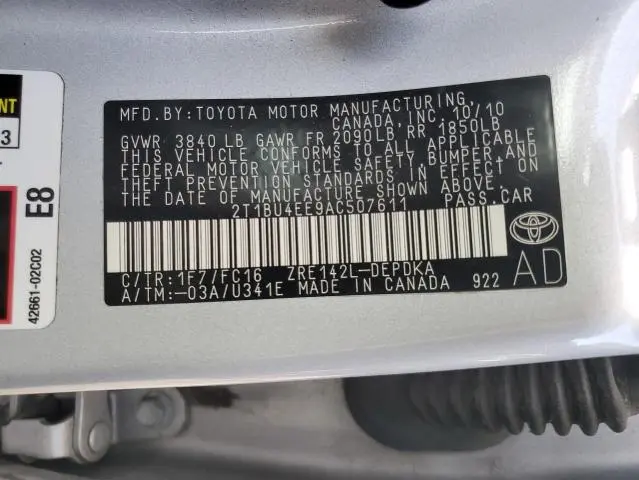 MFD.BY:TOYOTA MOTOR MANUFACTURING,
CANADA, INC. 10/10
GVWR 3840 LB GAWR FR 2090LB RR 1850LB
THIS VEHICLE CONFORMS TO ALL APPLICABLE
FEDERAL MOTOR VEHICLE SAFETY, BUMPER, AND
THEFT PREVENTION STANDARDS IN EFFECT ON
THE DATE OF MANUFACTURE SHOWN ABOVE.
2T1BU4EE9AC507611 PASS.CAR
C/TR:1F7/FC16 ZRE142L-DEPDKA
A/TM:-03A/U341E MADE IN CANADA 922
AD
NT
3
E8
42661-02C02